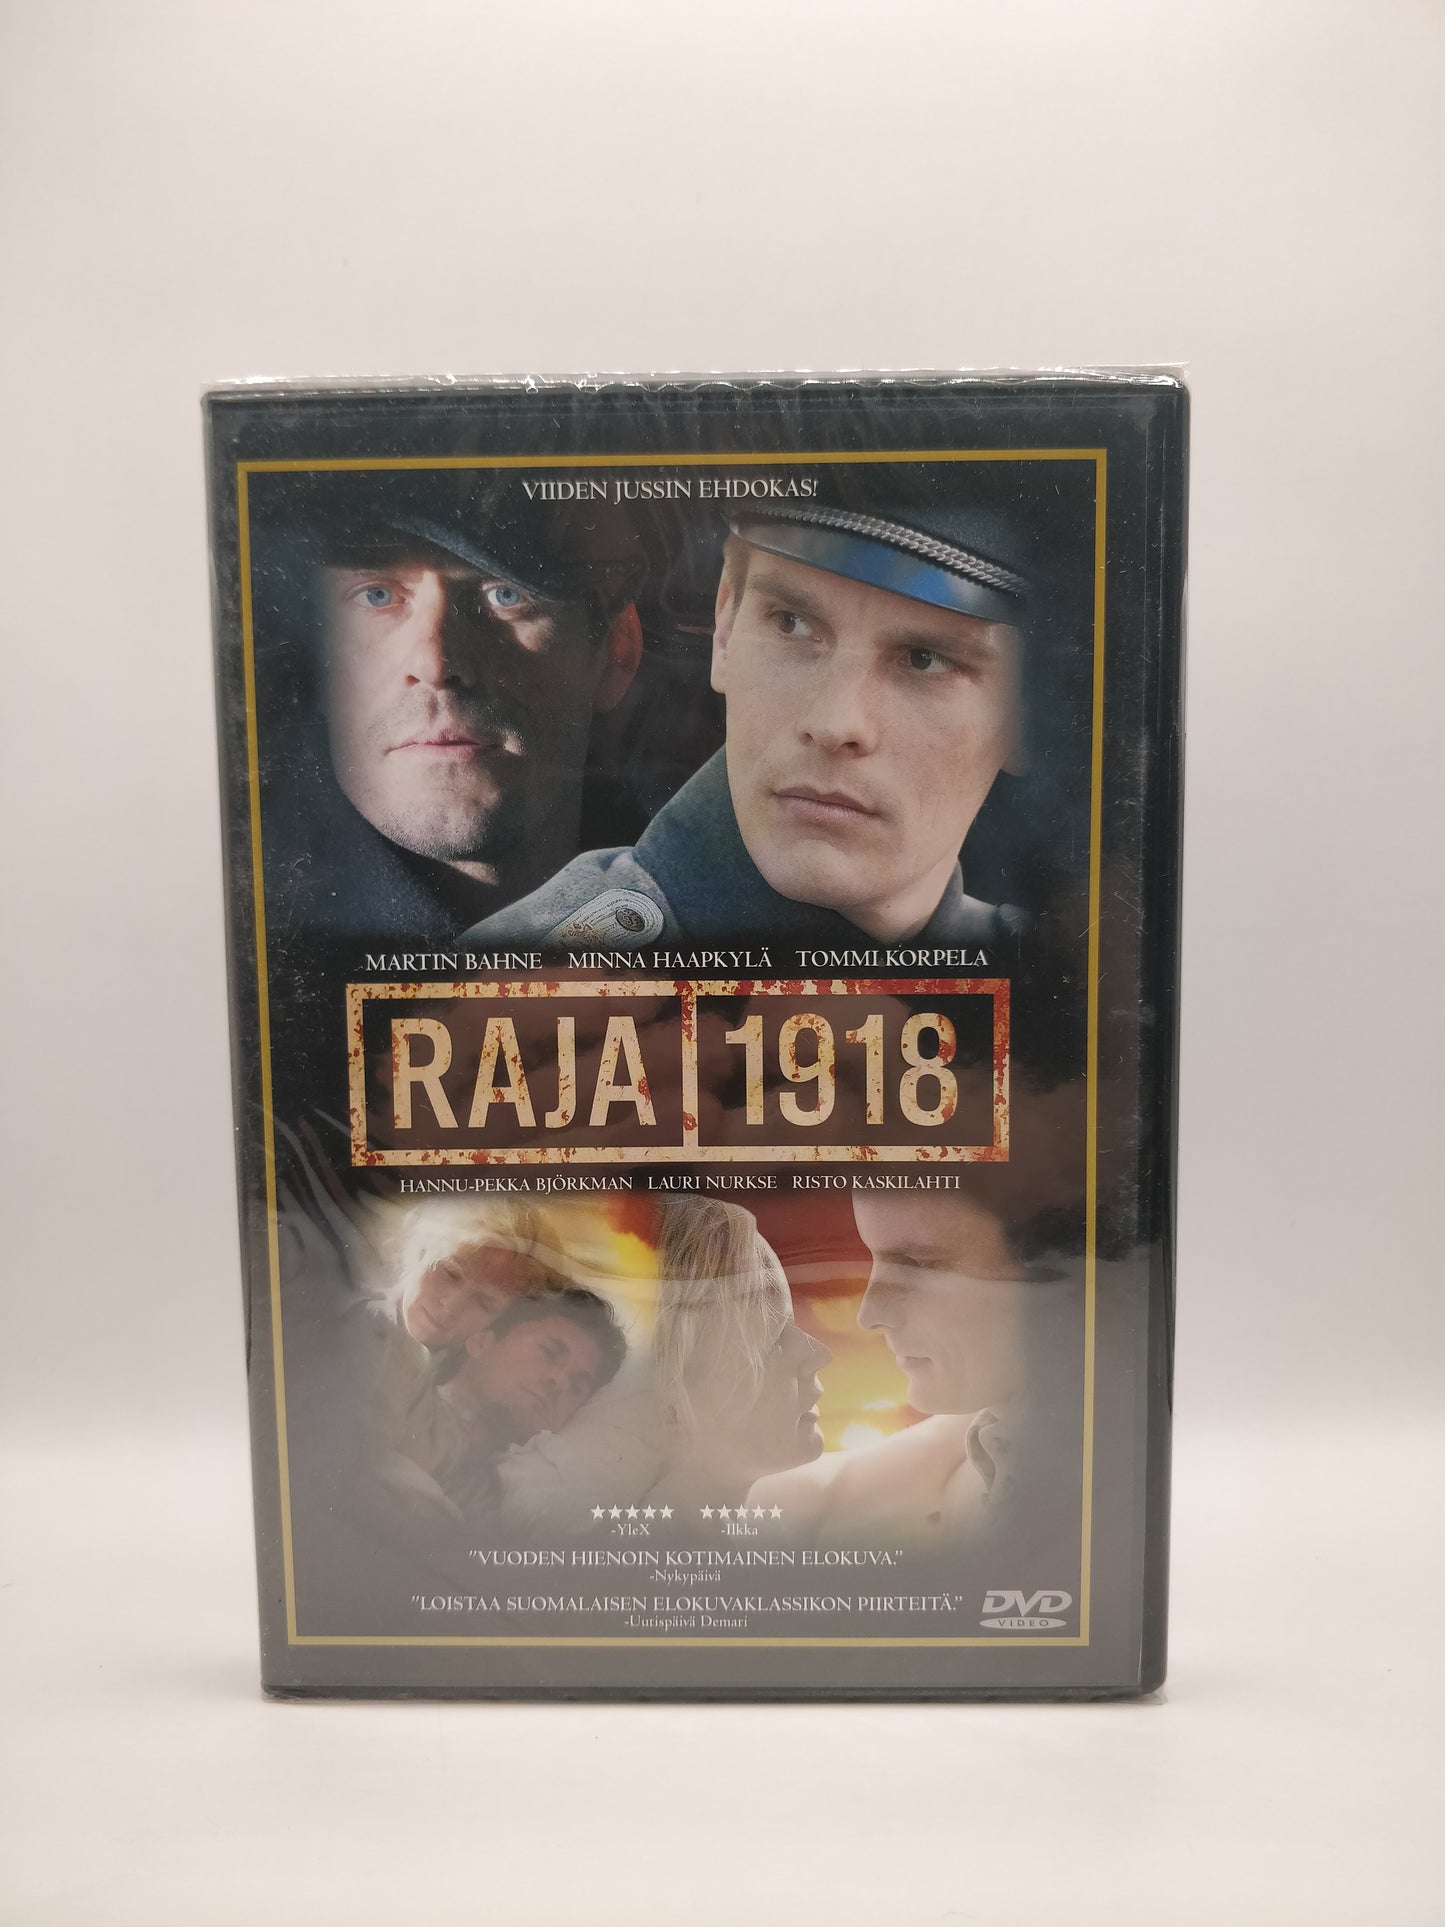 VIIDEN JUSSIN EHDOKAS!
MARTIN BAHNE MINNA HAAPKYLÄ TOMMI KORPELA
RAJA 1918
HANNU-PEKKA BJÖRKMAN LAURI NURKSE RISTO KASKILAHTI
-YleX -Ilkka
"VUODEN HIENOIN KOTIMAINEN ELOKUVA."
-Nykypäivä
"LOISTAA SUOMALAISEN ELOKUVAKLASSIKON PIIRTEITÄ."
-Uutispäivä Demari
DVD
VIDEO